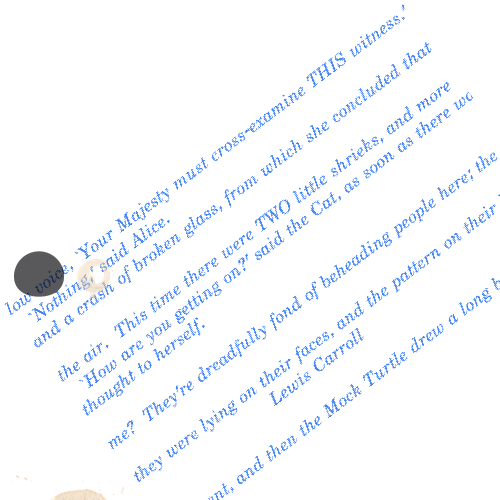 low voice, `Your Majesty must cross-examine THIS witness.'
`Nothing,' said Alice.
and a crash of broken glass, from which she concluded that
the air. This time there were TWO little shrieks, and more
`How are you getting on?' said the Cat, as soon as there
thought to herself.
me? They're dreadfully fond of beheading people here; the
they were lying on their faces, and the pattern on their
Lewis Carroll
and then the Mock Turtle drew a long